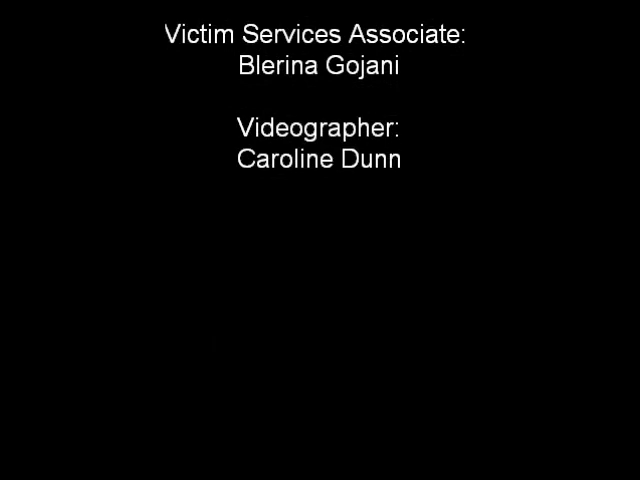 Victim Services Associate:
Blerina Gojani
Videographer:
Caroline Dunn